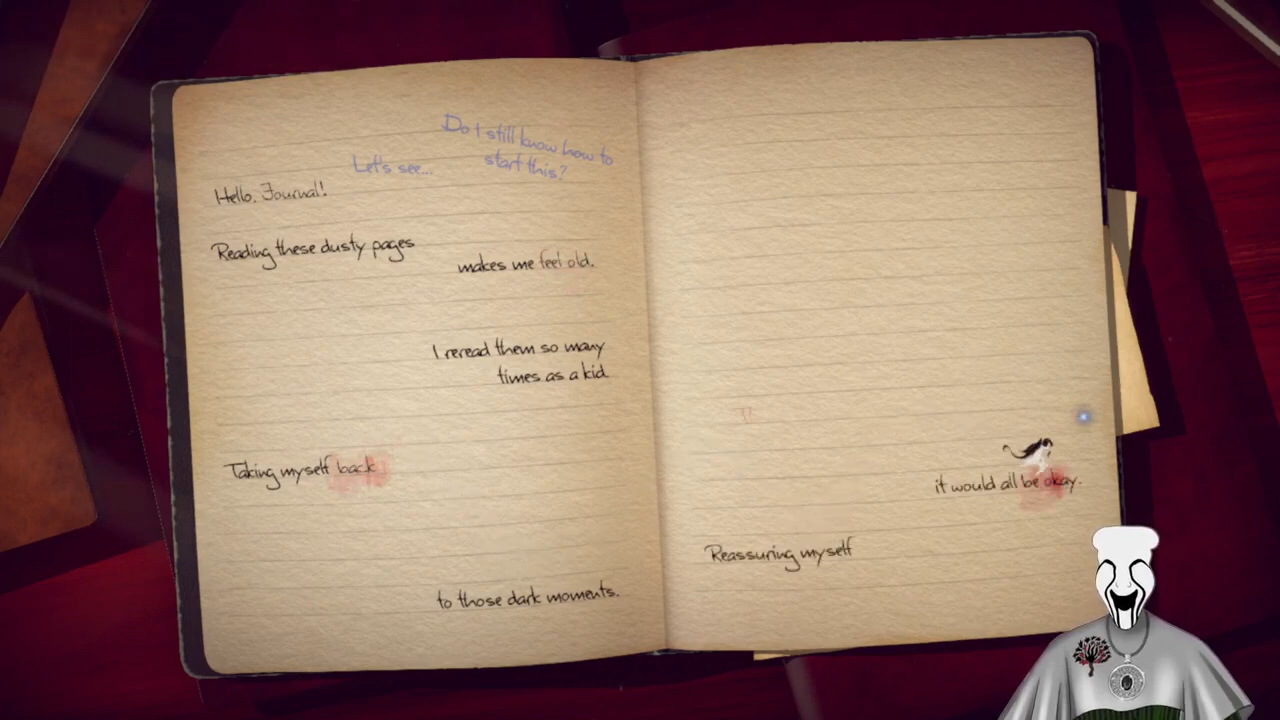 Do I still know how to
start this?
Let's see...
Hello, Journal!
Reading these dusty pages
makes me feel old.
I reread them so many
times as a kid
Taking myself back
to those dark moments.
it would all be okay.
Reassuring myself